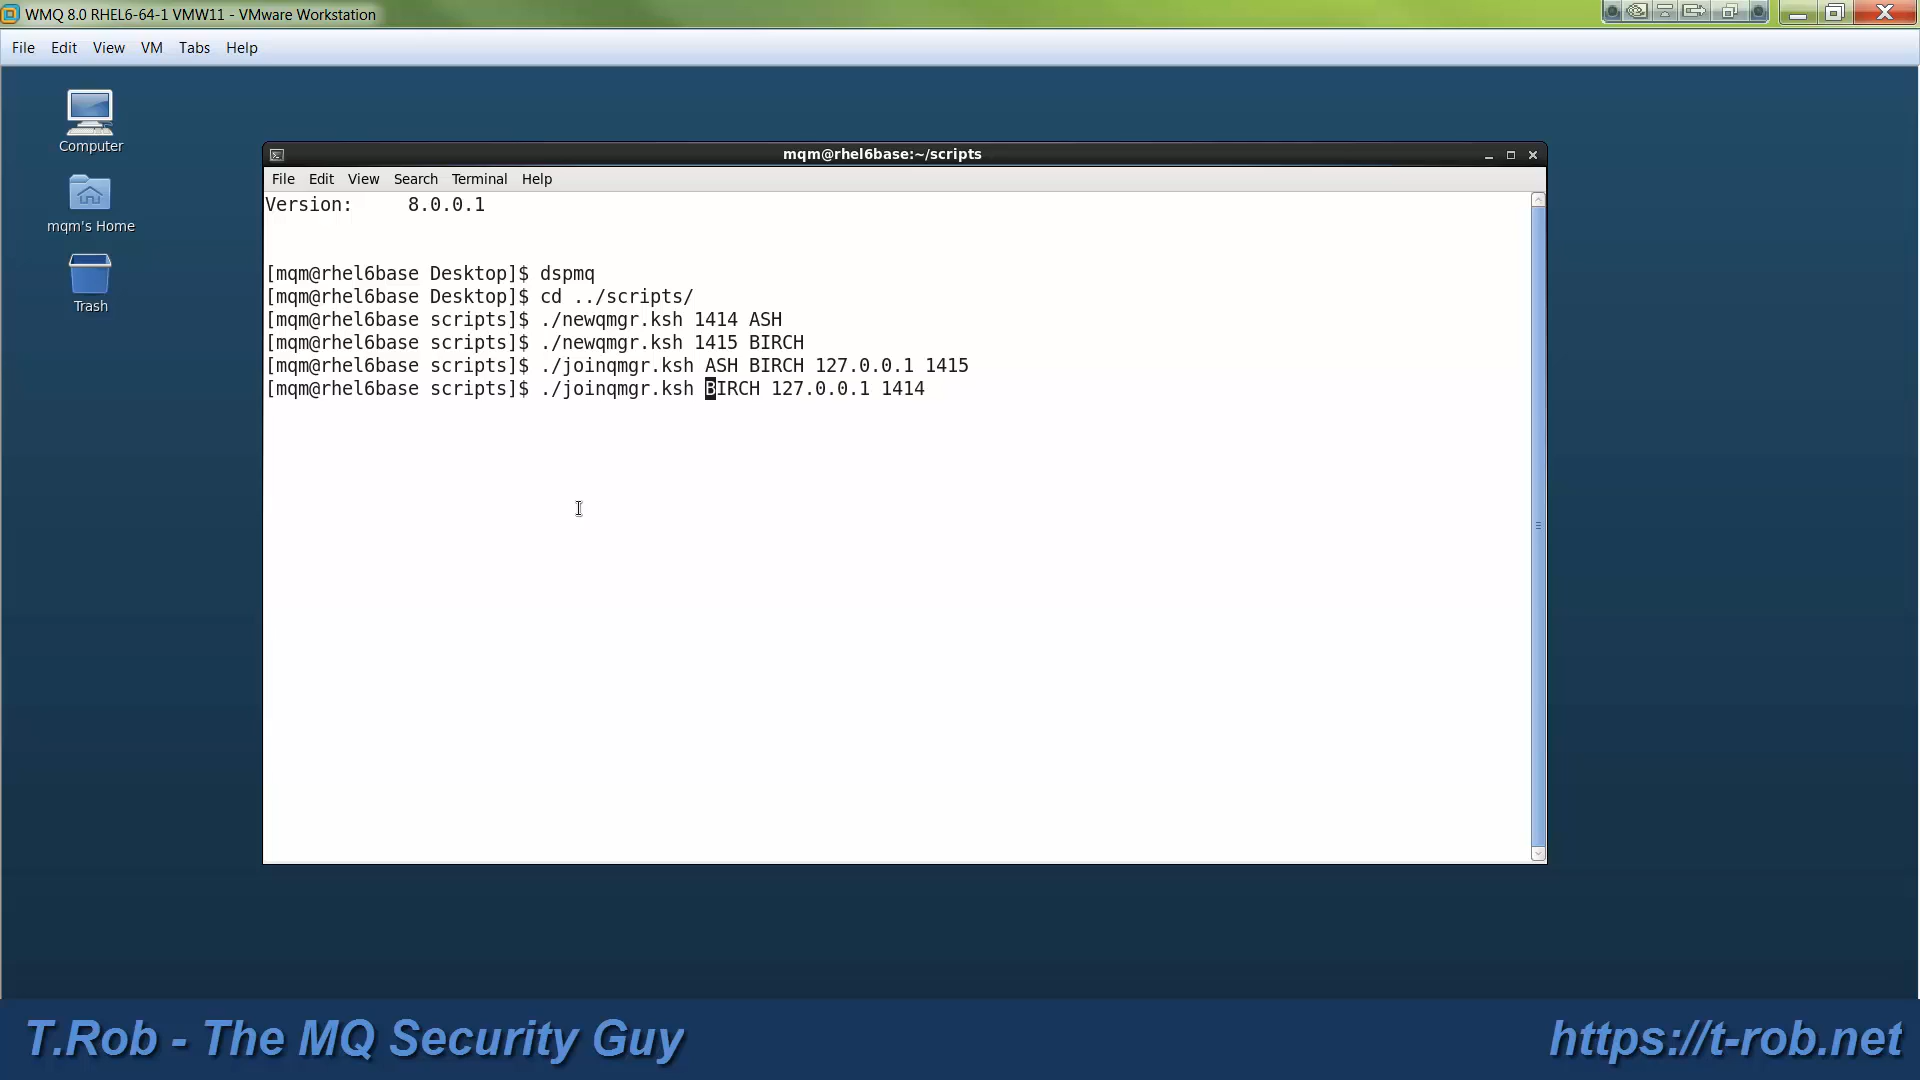 WMQ 8.0 RHEL6-64-1 VMW11 - VMware Workstation
File Edit View VM Tabs Help
Computer
mqm's Home
Trash
mqm@rhel6base:~/scripts
File Edit View Search Terminal Help
Version: 8.0.0.1
[mqm@rhel6base Desktop]$ dspmq
[mqm@rhel6base Desktop]$ cd ../scripts/
[mqm@rhel6base scripts]$ ./newqmgr.ksh 1414 ASH
[mqm@rhel6base scripts]$ ./newqmgr.ksh 1415 BIRCH
[mqm@rhel6base scripts]$ ./joinqmgr.ksh ASH BIRCH 127.0.0.1 1415
[mqm@rhel6base scripts]$ ./joinqmgr.ksh BIRCH 127.0.0.1 1414
T.Rob - The MQ Security Guy
https://t-rob.net